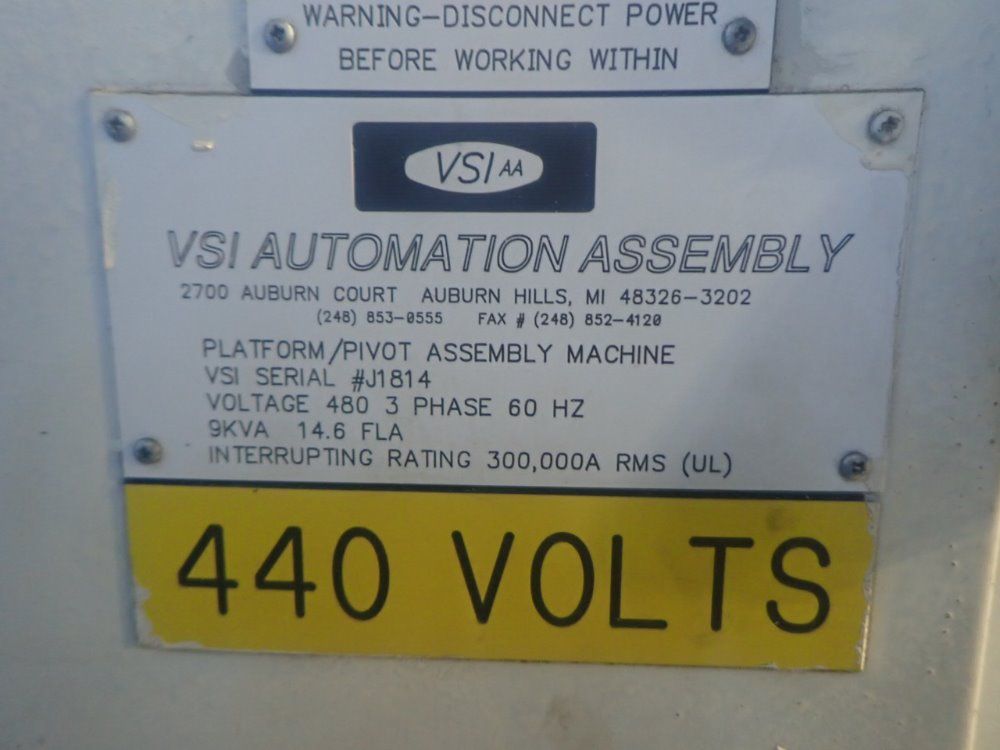 WARNING-DISCONNECT POWER
BEFORE WORKING WITHIN
VSI AA
VSI AUTOMATION ASSEMBLY
2700 AUBURN COURT AUBURN HILLS, MI 48326-3202
(248) 853-0555 FAX # (248) 852-4120
PLATFORM/PIVOT ASSEMBLY MACHINE
VSI SERIAL #J1814
VOLTAGE 480 3 PHASE 60 HZ
9KVA 14.6 FLA
INTERRUPTING RATING 300,000A RMS (UL)
440 VOLTS